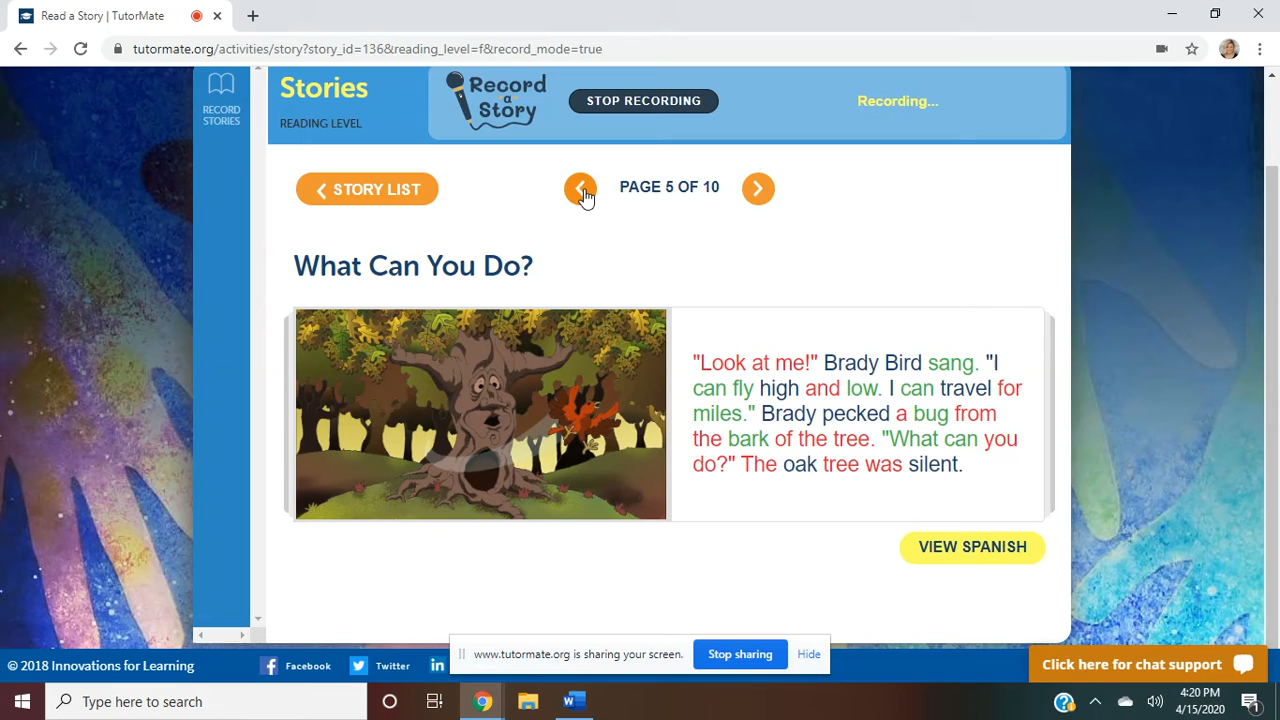 Read a Story | TutorMate
tutormate.org/activities/story?story_id=136&reading_level=f&record_mode=true
RECORD
STORIES
Stories
READING LEVEL
Record
a
Story
STOP RECORDING
Recording...
STORY LIST
PAGE 5 OF 10
What Can You Do?
"Look at me!" Brady Bird sang. "I
can fly high and low. I can travel for
miles." Brady pecked a bug from
the bark of the tree. "What can you
do?" The oak tree was silent.
VIEW SPANISH
www.tutormate.org is sharing your screen.
Stop sharing
Hide
© 2018 Innovations for Learning
Facebook
Twitter
in
Click here for chat support
Type here to search
4:20 PM
4/15/2020
1